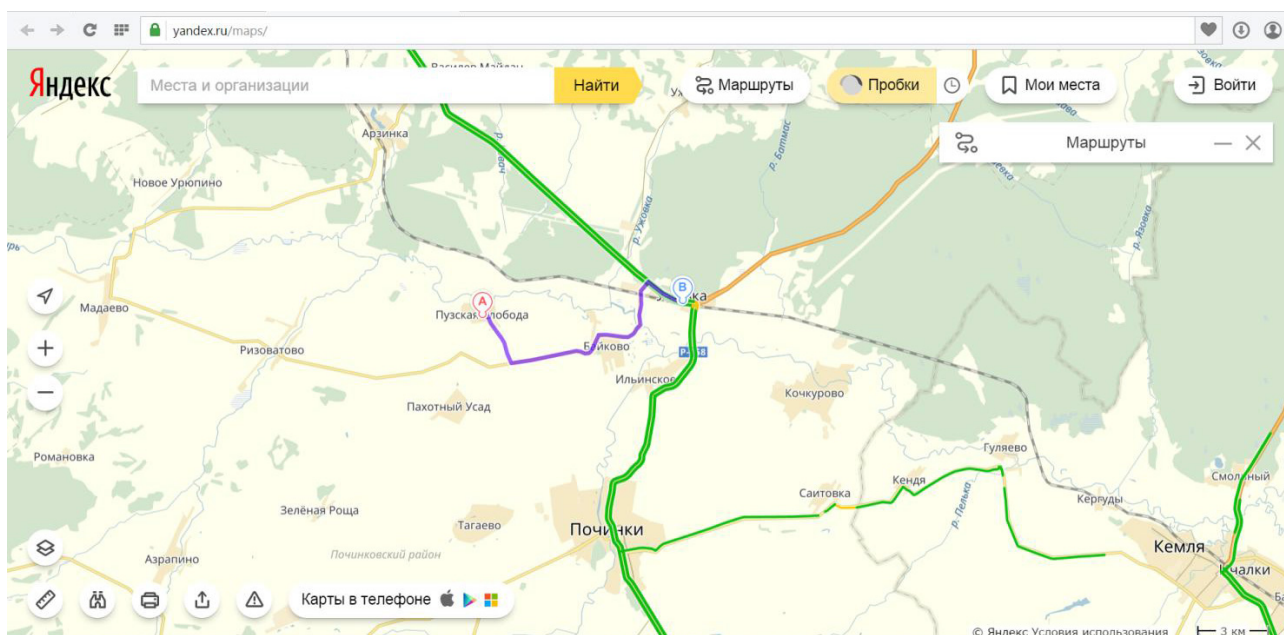 yandex.ru/maps/
Яндекс
Места и организации
Найти
Маршруты
Пробки
Мои места
Войти
Маршруты
Арзинка
р. Ужовка
р. Батмас
р. Язовка
Новое Урюпино
Мадаево
Пузская Слобода
A
B
Ризоватово
Байково
Ильинское
Кочкурово
Пахотный Усад
Романовка
Гуляево
Кендя
Саитовка
р. Пелька
Кергуды
Смольный
Зелёная Роща
Тагаево
Починки
Починковский район
Азрапино
Кемля
Ичалки
Карты в телефоне
© Яндекс Условия использования
3 км